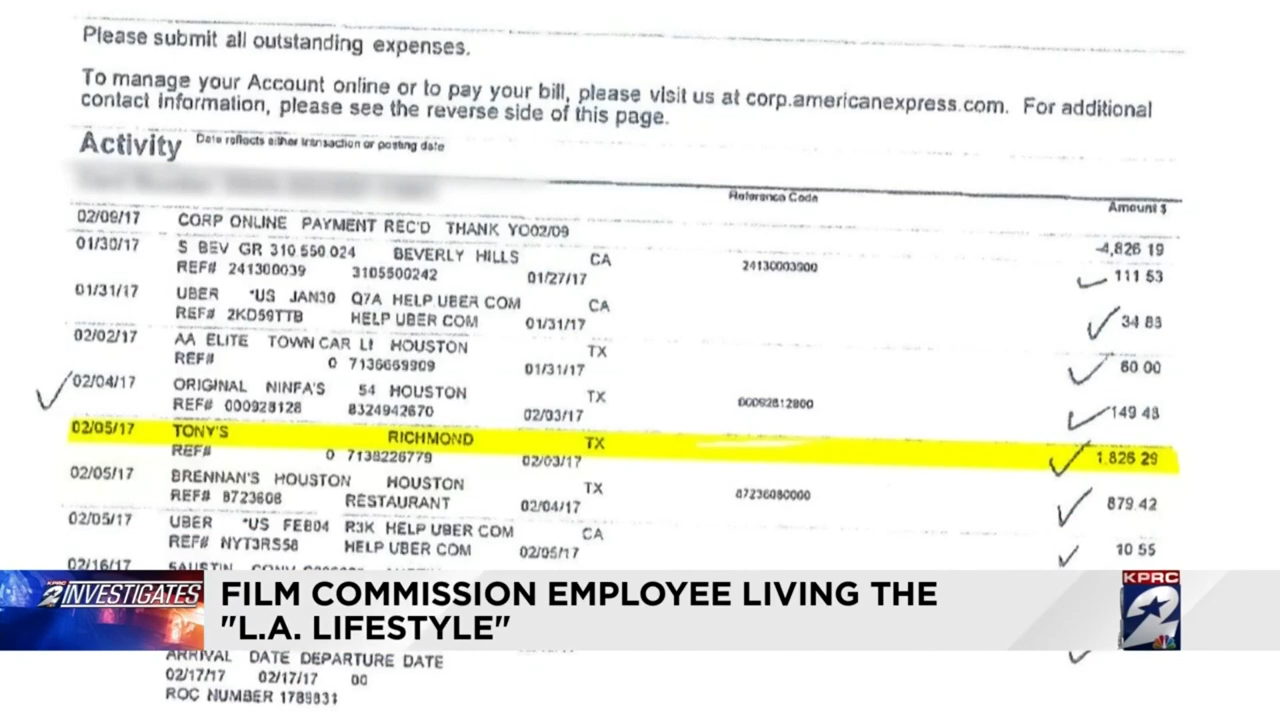 Please submit all outstanding expenses.
To manage your Account online or to pay your bill, please visit us at corp.americanexpress.com. For additional
contact information, please see the reverse side of this page.
Activity Date reflects either transaction or posting date
Reference Code Amount $
02/09/17 CORP ONLINE PAYMENT REC'D THANK YO02/09 -4,826 19
01/30/17 S BEV GR 310 550 024 BEVERLY HILLS CA 24130003900 111 53
REF# 241300039 3105500242 01/27/17
01/31/17 UBER *US JAN30 Q7A HELP UBER COM CA 34 83
REF# 2KD59TTB HELP UBER COM 01/31/17
02/02/17 AA ELITE TOWN CAR LI HOUSTON TX 60 00
REF# 0 7136669909 01/31/17
02/04/17 ORIGINAL NINFA'S 54 HOUSTON TX 00092812800 149 48
REF# 000928128 8324942670 02/03/17
02/05/17 TONY'S RICHMOND TX 1,826 29
REF# 0 7138226779 02/03/17
02/05/17 BRENNAN'S HOUSTON HOUSTON TX 87236080000 879.42
REF# 8723608 RESTAURANT 02/04/17
02/05/17 UBER *US FEB04 R3K HELP UBER COM CA 10 55
REF# NYT3RS58 HELP UBER COM 02/05/17
02/16/17
KPRC 2 INVESTIGATES
FILM COMMISSION EMPLOYEE LIVING THE
"L.A. LIFESTYLE"
KPRC 2
ARRIVAL DATE DEPARTURE DATE
02/17/17 02/17/17 00
ROC NUMBER 1789831